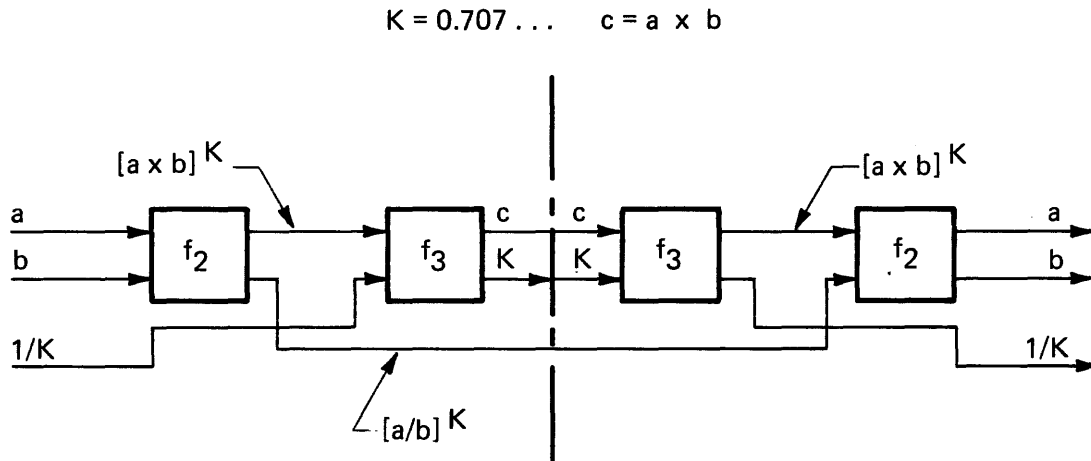 K = 0.707 . . . c = a x b
[a x b] K [a x b] K
a f2 f3 c c f3 f2 a
b K K b
1/K 1/K
[a/b] K